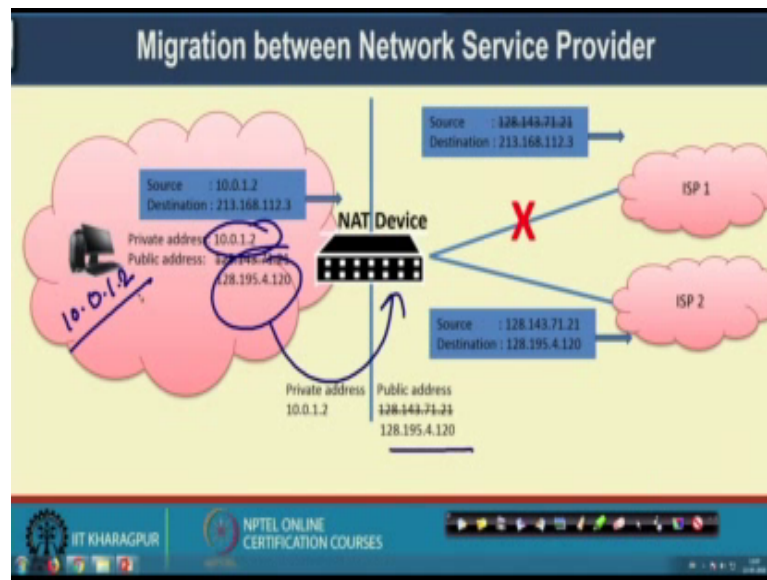 Migration between Network Service Provider
Source : 128.143.71.21
Destination : 213.168.112.3
ISP 1
Source : 10.0.1.2
Destination : 213.168.112.3
NAT Device
Private address: 10.0.1.2
Public address: 128.143.71.21
128.195.4.120
10.0.1.2
ISP 2
Source : 128.143.71.21
Destination : 128.195.4.120
Private address
10.0.1.2
Public address
128.143.71.21
128.195.4.120
IIT KHARAGPUR
NPTEL ONLINE
CERTIFICATION COURSES